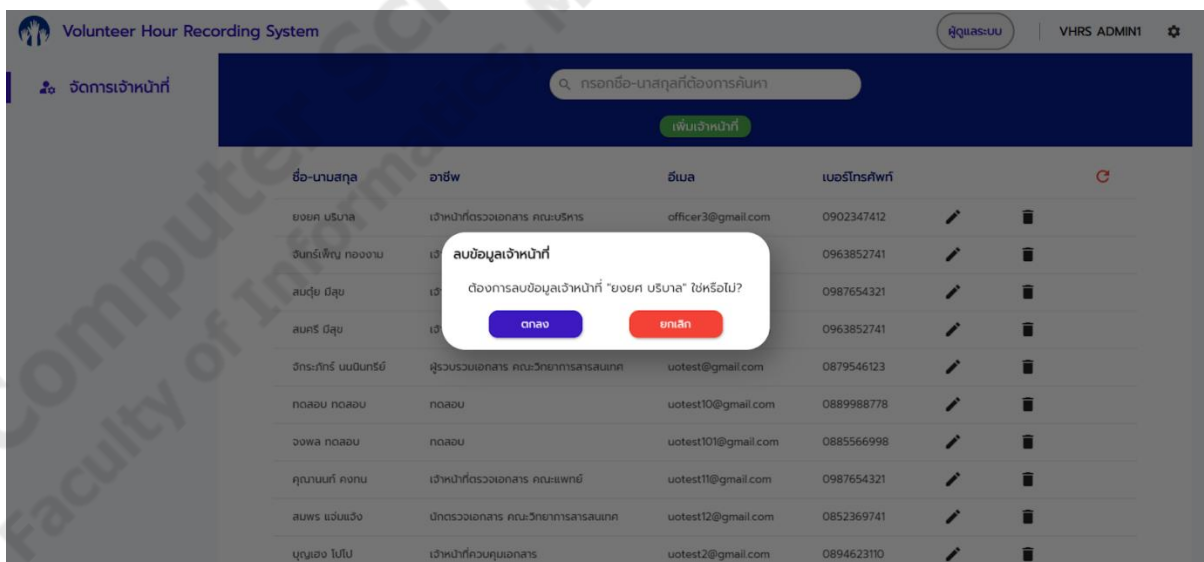 Volunteer Hour Recording System
ผู้ดูแลระบบ
VHRS ADMIN1
จัดการเจ้าหน้าที่
กรอกชื่อ-นาสกุลที่ต้องการค้นหา
เพิ่มเจ้าหน้าที่
ชื่อ-นามสกุล อาชีพ อีเมล เบอร์โทรศัพท์
ยงยศ บริบาล เจ้าหน้าที่ตรวจเอกสาร คณะบริหาร officer3@gmail.com 0902347412
จันทร์เพ็ญ ทองงาม 0963852741
ลบข้อมูลเจ้าหน้าที่
ต้องการลบข้อมูลเจ้าหน้าที่ "ยงยศ บริบาล" ใช่หรือไม่?
ตกลง ยกเลิก
สมตุ๋ย มีสุข 0987654321
สมศรี มีสุข 0963852741
จักระภัทร์ นนนินทรีย์ ผู้รวบรวมเอกสาร คณะวิทยาการสารสนเทศ uotest@gmail.com 0879546123
ทดสอบ ทดสอบ ทดสอบ uotest10@gmail.com 0889988778
จงพล ทดสอบ ทดสอบ uotest101@gmail.com 0885566998
คุณานนท์ คงทน เจ้าหน้าที่ตรวจเอกสาร คณะแพทย์ uotest11@gmail.com 0987654321
สมพร แจ่มแจ้ง นักตรวจเอกสาร คณะวิทยาการสารสนเทศ uotest12@gmail.com 0852369741
บุญเฮง โปโป เจ้าหน้าที่ควบคุมเอกสาร uotest2@gmail.com 0894623110
Computer
Faculty of